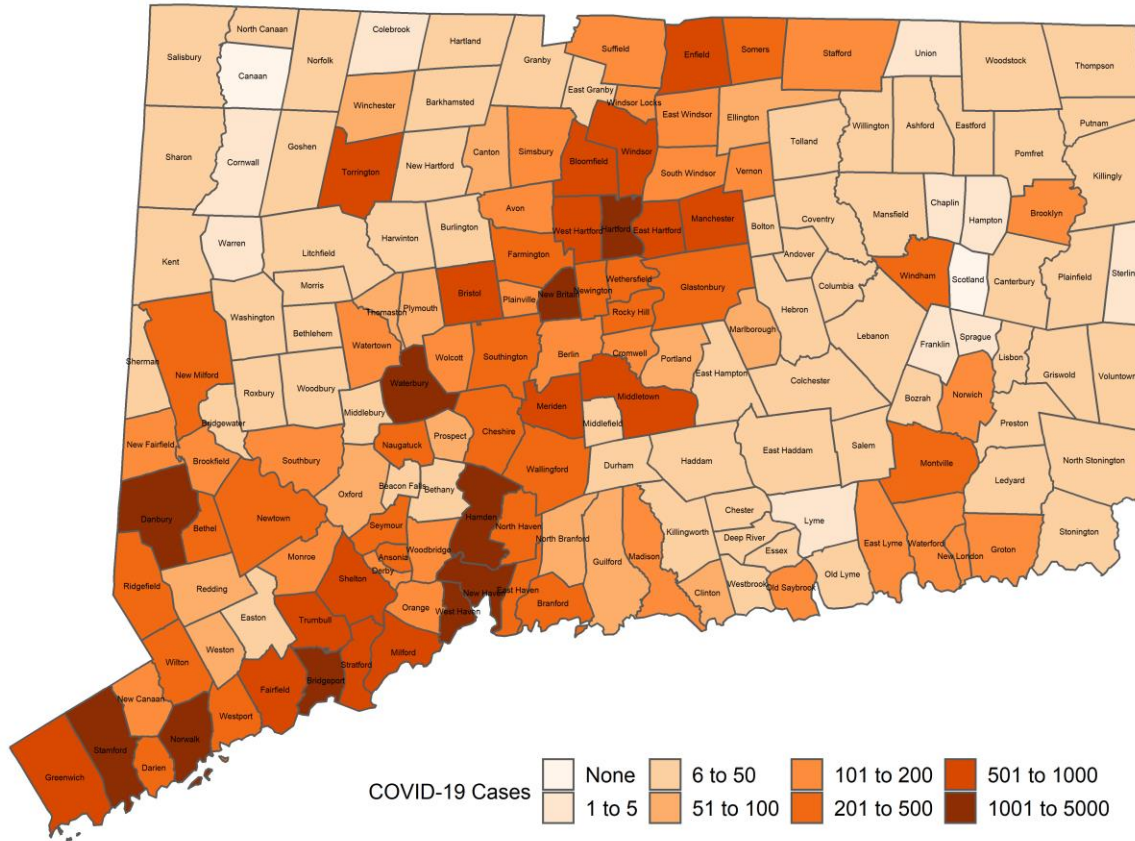 North Canaan
Colebrook
Hartland
Suffield
Enfield
Somers
Stafford
Union
Salisbury
Canaan
Norfolk
Granby
Woodstock
Thompson
East Granby
Winchester
Barkhamsted
Windsor Locks
East Windsor
Ellington
Willington
Ashford
Eastford
Putnam
Sharon
Cornwall
Goshen
Torrington
New Hartford
Canton
Simsbury
Bloomfield
Windsor
South Windsor
Vernon
Tolland
Pomfret
Killingly
Avon
Mansfield
Chaplin
Hampton
Brooklyn
Kent
Warren
Litchfield
Harwinton
Burlington
West Hartford
Hartford
East Hartford
Manchester
Bolton
Coventry
Farmington
Andover
Morris
Bristol
Plainville
New Britain
Newington
Wethersfield
Glastonbury
Columbia
Windham
Scotland
Canterbury
Plainfield
Sterlin
Washington
Bethlehem
Thomaston
Plymouth
Rocky Hill
Hebron
Marlborough
Lebanon
Sherman
New Milford
Watertown
Wolcott
Southington
Berlin
Cromwell
Portland
East Hampton
Franklin
Sprague
Lisbon
Griswold
Voluntown
Roxbury
Woodbury
Waterbury
Colchester
Bridgewater
Middlebury
Meriden
Middletown
Middlefield
Bozrah
Norwich
Preston
New Fairfield
Brookfield
Southbury
Naugatuck
Prospect
Cheshire
Wallingford
Durham
Haddam
East Haddam
Salem
Montville
North Stonington
Oxford
Beacon Falls
Bethany
Ledyard
Danbury
Bethel
Newtown
Seymour
Hamden
North Haven
North Branford
Guilford
Madison
Killingworth
Chester
Deep River
Essex
Lyme
East Lyme
Waterford
New London
Groton
Stonington
Ridgefield
Redding
Monroe
Ansonia
Derby
Woodbridge
Westbrook
Clinton
Old Saybrook
Old Lyme
Easton
Shelton
Orange
New Haven
West Haven
East Haven
Branford
Wilton
Weston
Trumbull
Stratford
Milford
New Canaan
Westport
Fairfield
Bridgeport
Greenwich
Stamford
Darien
Norwalk
COVID-19 Cases
None
6 to 50
101 to 200
501 to 1000
1 to 5
51 to 100
201 to 500
1001 to 5000